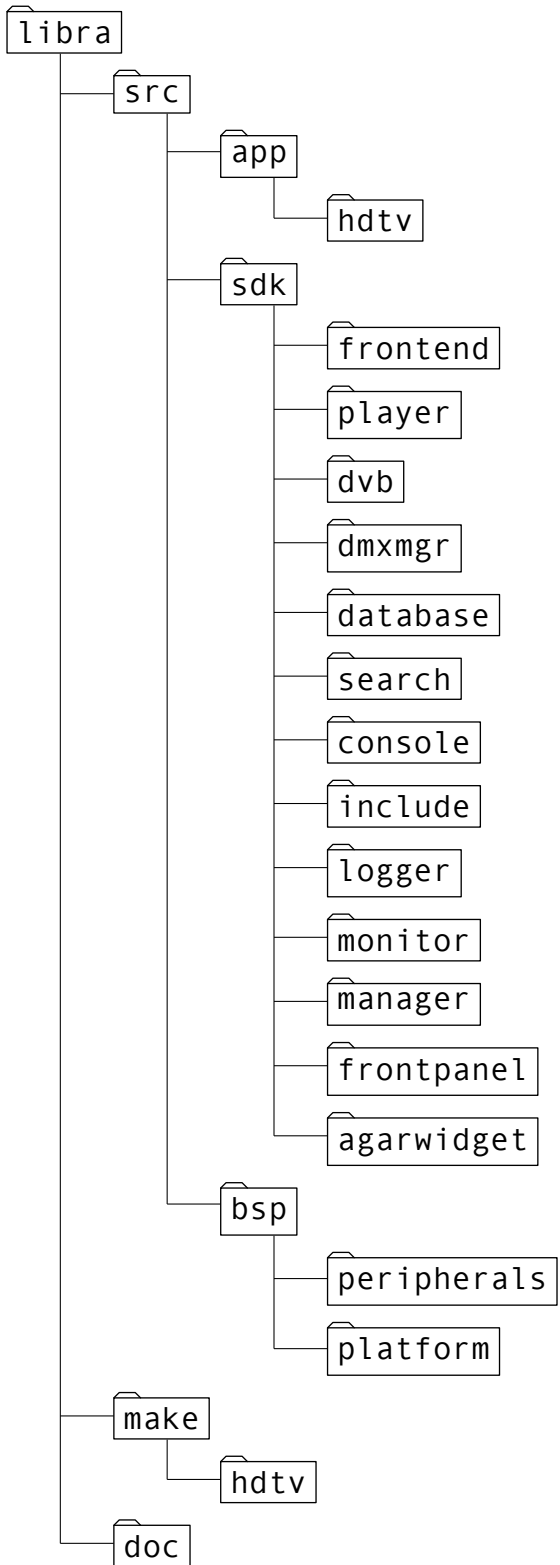 libra
src
app
hdtv
sdk
frontend
player
dvb
dmxmgr
database
search
console
include
logger
monitor
manager
frontpanel
agarwidget
bsp
peripherals
platform
make
hdtv
doc